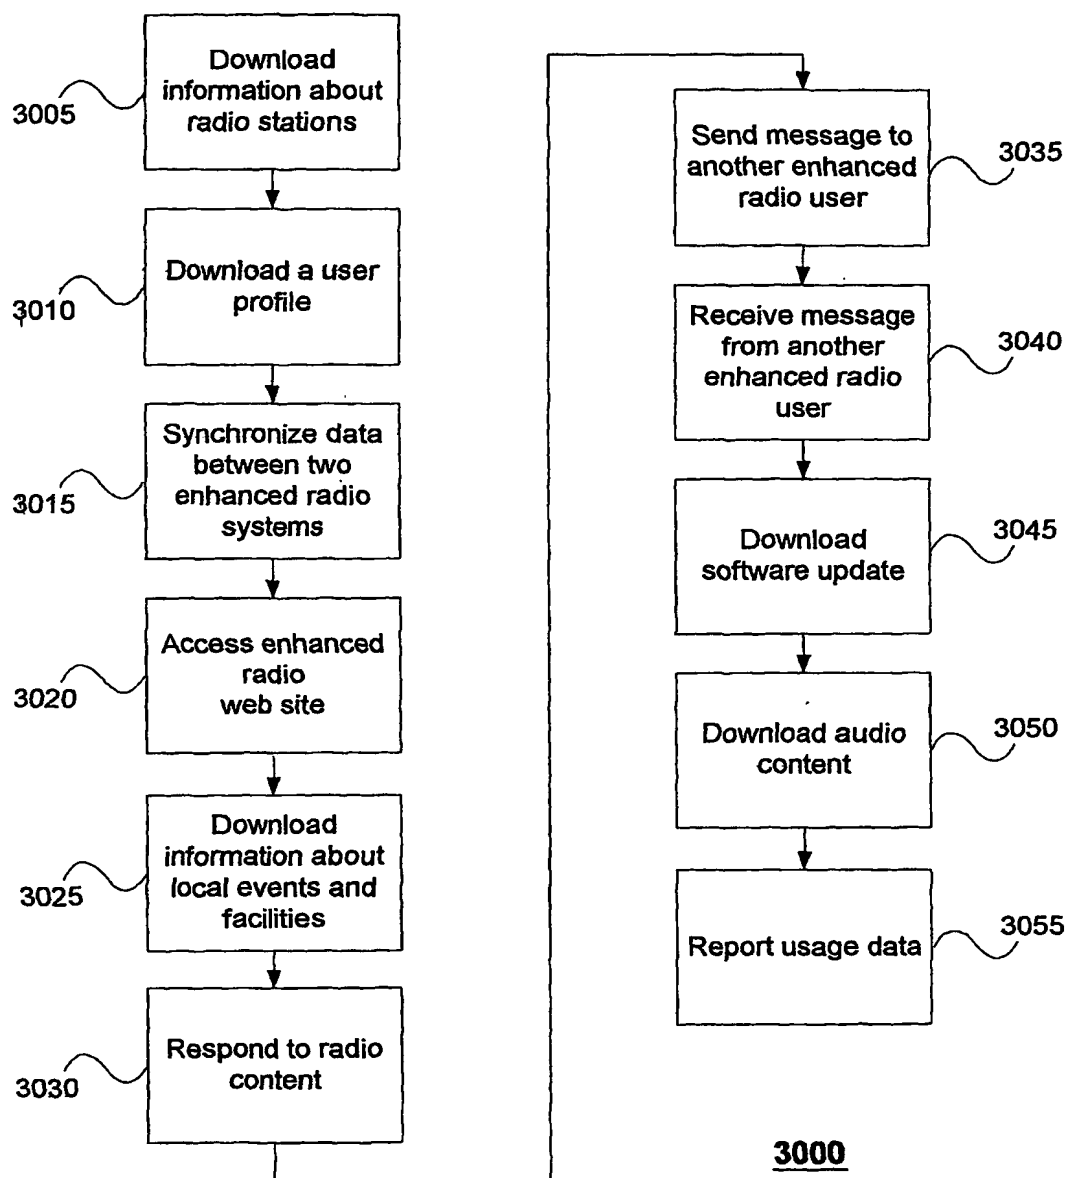 Download
information about
radio stations
3005
Download a user
profile
3010
Synchronize data
between two
enhanced radio
systems
3015
Access enhanced
radio
web site
3020
Download
information about
local events and
facilities
3025
Respond to radio
content
3030
Send message to
another enhanced
radio user
3035
Receive message
from another
enhanced radio
user
3040
Download
software update
3045
Download audio
content
3050
Report usage data
3055
3000